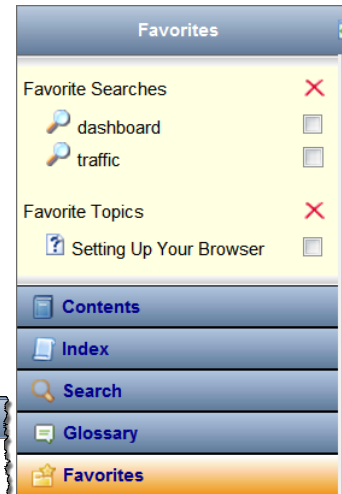 Favorites
Favorite Searches
dashboard
traffic
Favorite Topics
Setting Up Your Browser
Contents
Index
Search
Glossary
Favorites